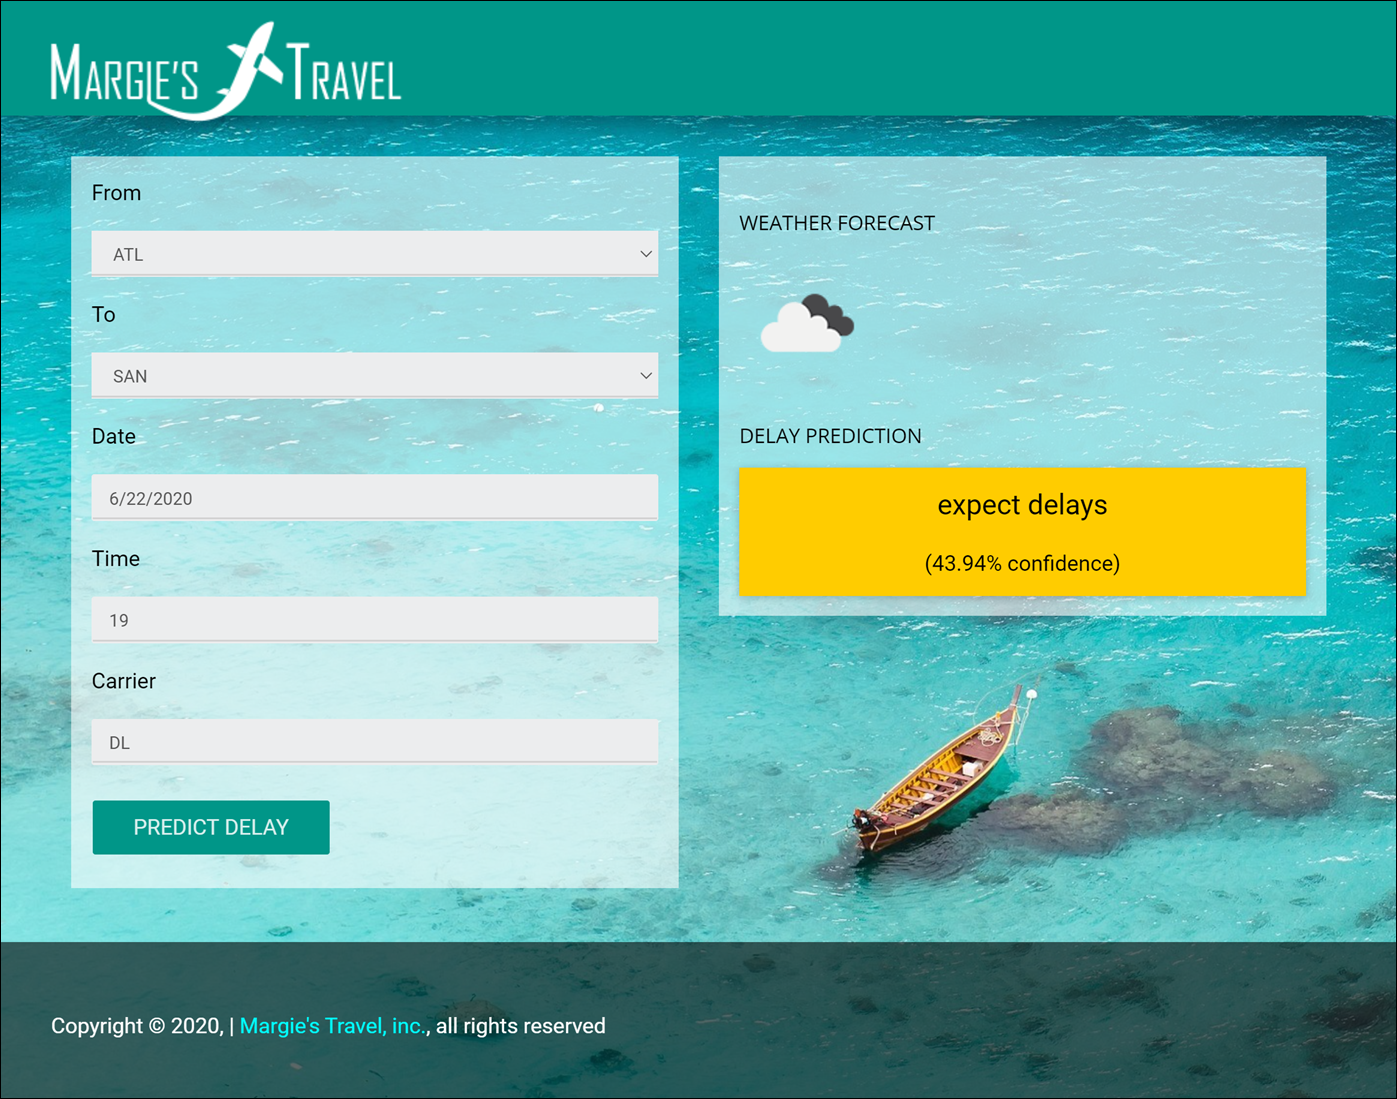 MARGIE'S TRAVEL
From
ATL
To
SAN
Date
6/22/2020
Time
19
Carrier
DL
PREDICT DELAY
WEATHER FORECAST
DELAY PREDICTION
expect delays
(43.94% confidence)
Copyright © 2020, | Margie's Travel, inc., all rights reserved